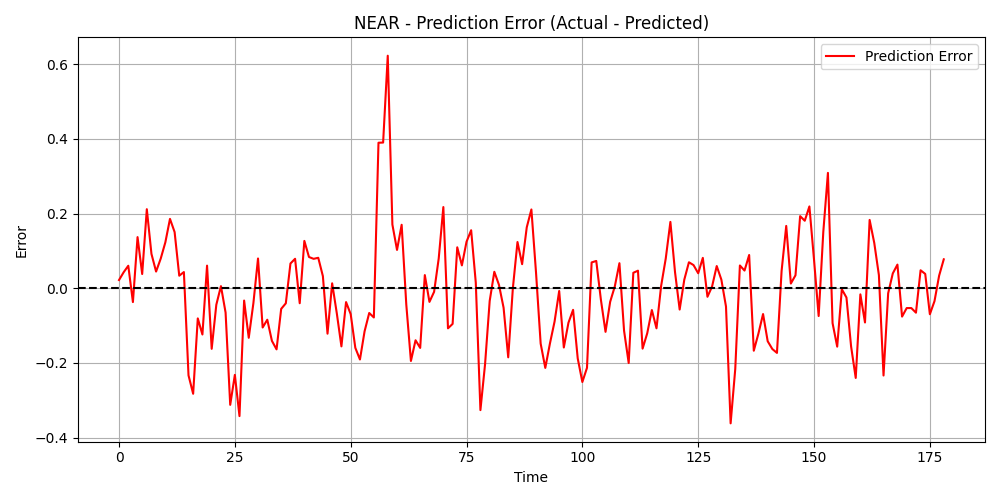 NEAR - Prediction Error (Actual - Predicted)
Prediction Error
Error
0.6
0.4
0.2
0.0
−0.2
−0.4
0 25 50 75 100 125 150 175
Time